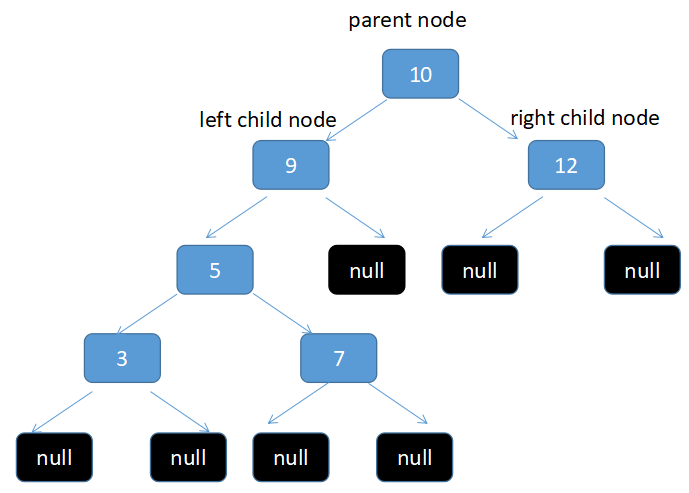 parent node
10
left child node
right child node
9
12
5
null
null
null
3
7
null
null
null
null